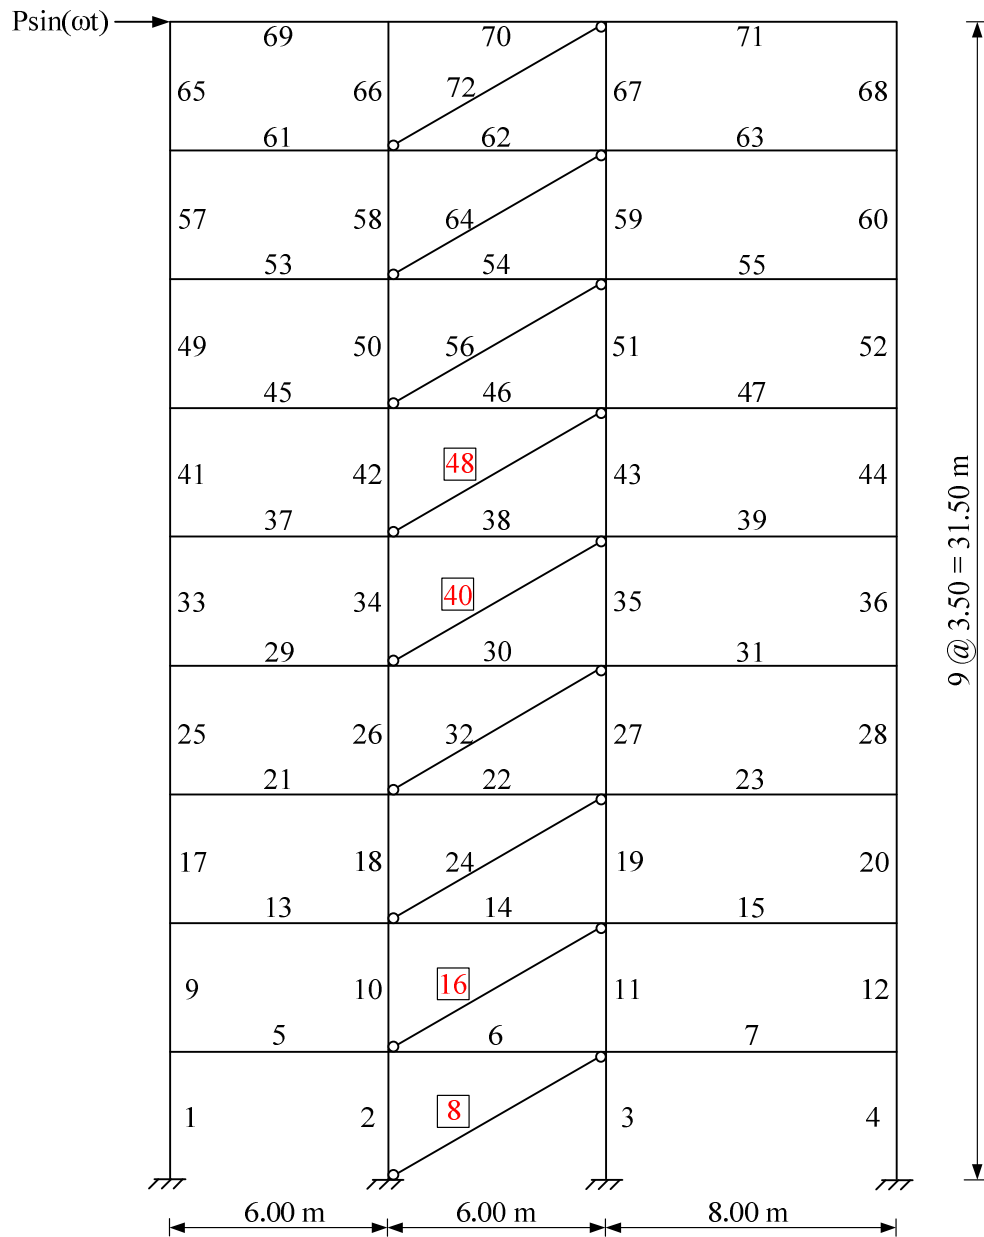 Psin(ωt)
69 70 71
65 66 72 67 68
61 62 63
57 58 64 59 60
53 54 55
49 50 56 51 52
45 46 47
41 42 48 43 44
37 38 39
33 34 40 35 36
29 30 31
25 26 32 27 28
21 22 23
17 18 24 19 20
13 14 15
9 10 16 11 12
5 6 7
1 2 8 3 4
6.00 m 6.00 m 8.00 m
9 @ 3.50 = 31.50 m